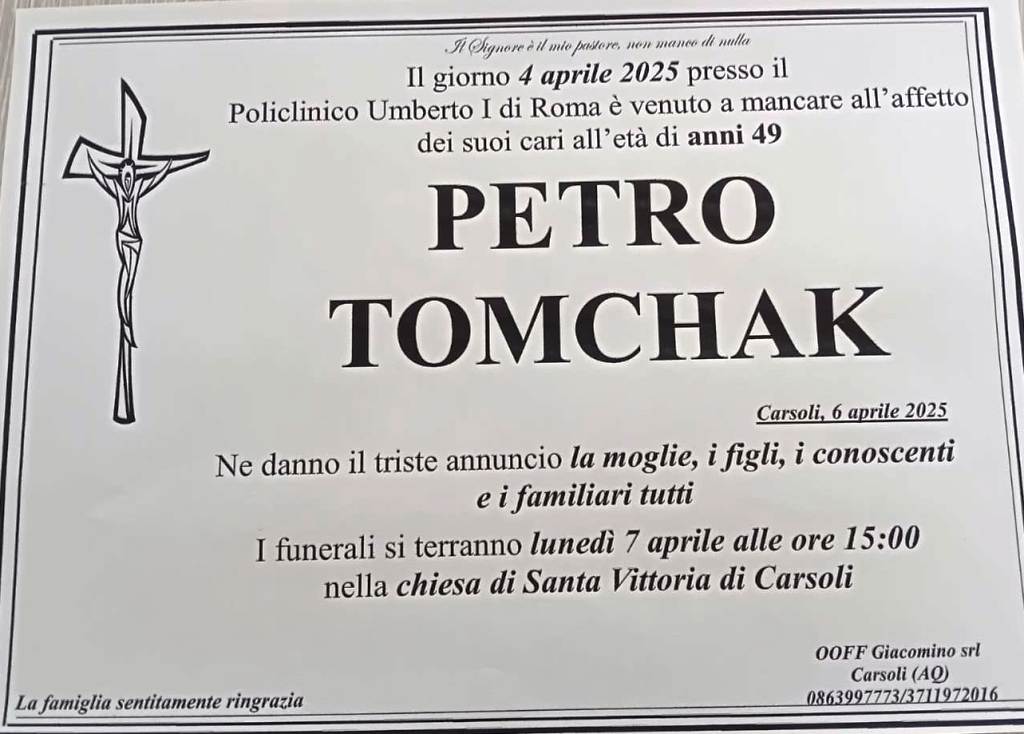 Il Signore è il mio pastore, non manco di nulla
Il giorno 4 aprile 2025 presso il
Policlinico Umberto I di Roma è venuto a mancare all'affetto
dei suoi cari all'età di anni 49
PETRO
TOMCHAK
Carsoli, 6 aprile 2025
Ne danno il triste annuncio la moglie, i figli, i conoscenti
e i familiari tutti
I funerali si terranno lunedì 7 aprile alle ore 15:00
nella chiesa di Santa Vittoria di Carsoli
OOFF Giacomino srl
Carsoli (AQ)
0863997773/3711972016
La famiglia sentitamente ringrazia